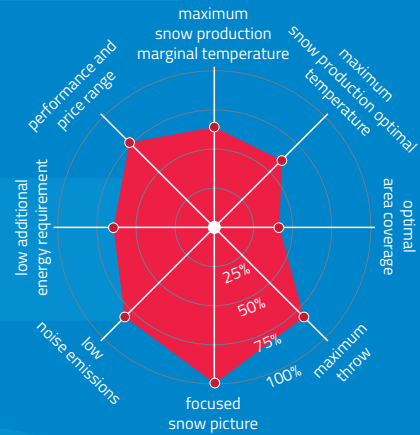 maximum
snow production
marginal temperature
maximum
snow production optimal
temperature
optimal
area coverage
maximum
throw
focused
snow picture
low
noise emissions
low additional
energy requirement
performance and
price range
25%
50%
75%
100%